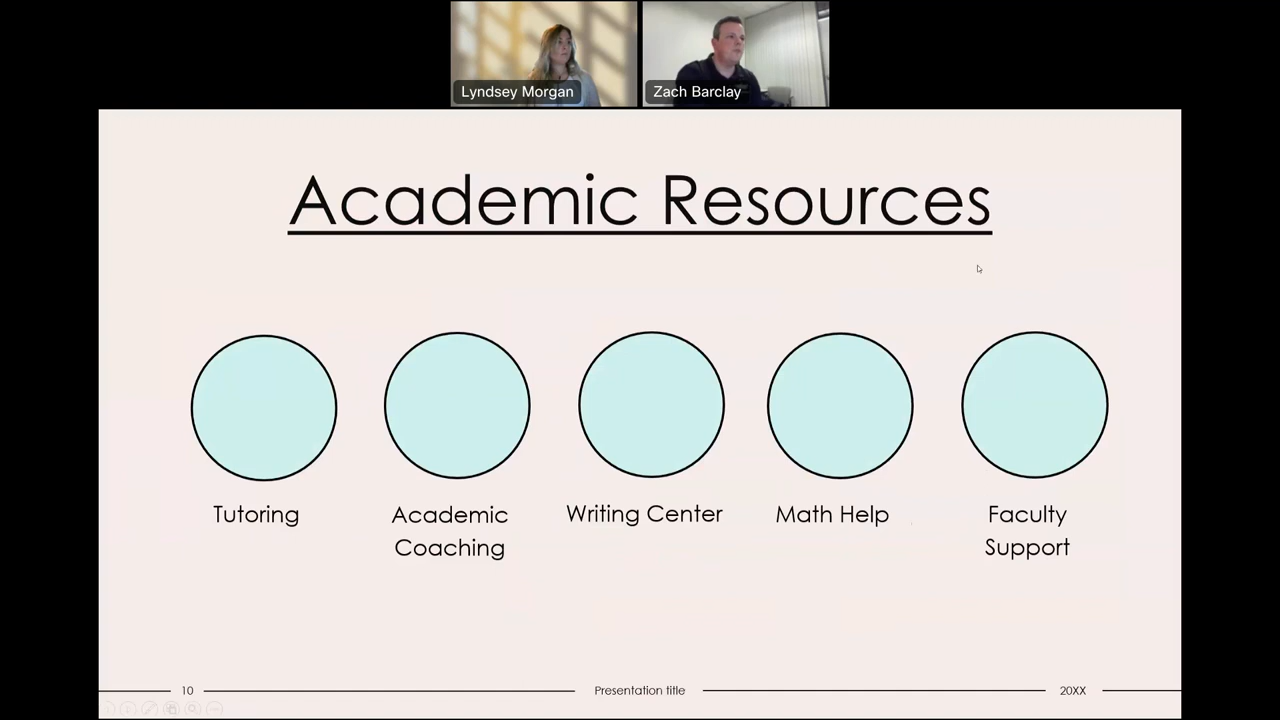 Lyndsey Morgan
Zach Barclay
Academic Resources
Tutoring
Academic
Coaching
Writing Center
Math Help
Faculty
Support
10
Presentation title
20XX